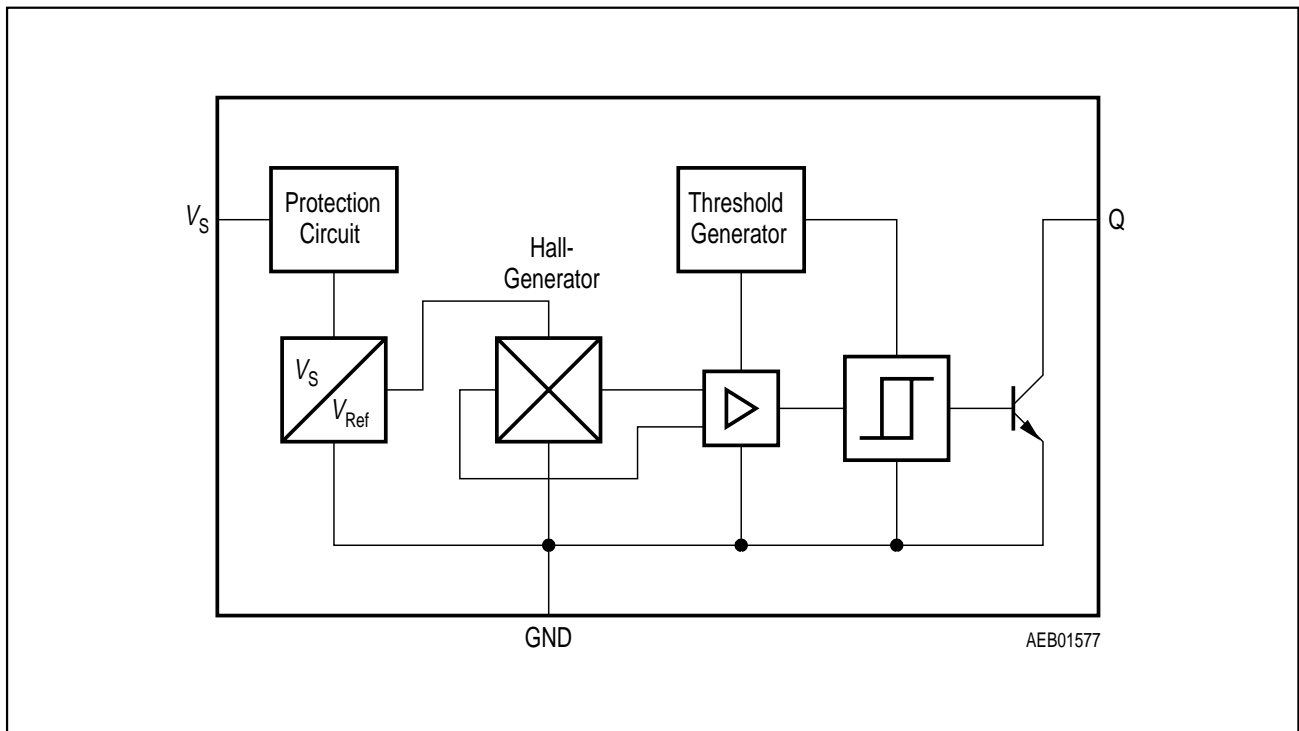 Protection
Circuit
Threshold
Generator
V_S
Q
Hall-
Generator
V_S
V_Ref
GND
AEB01577